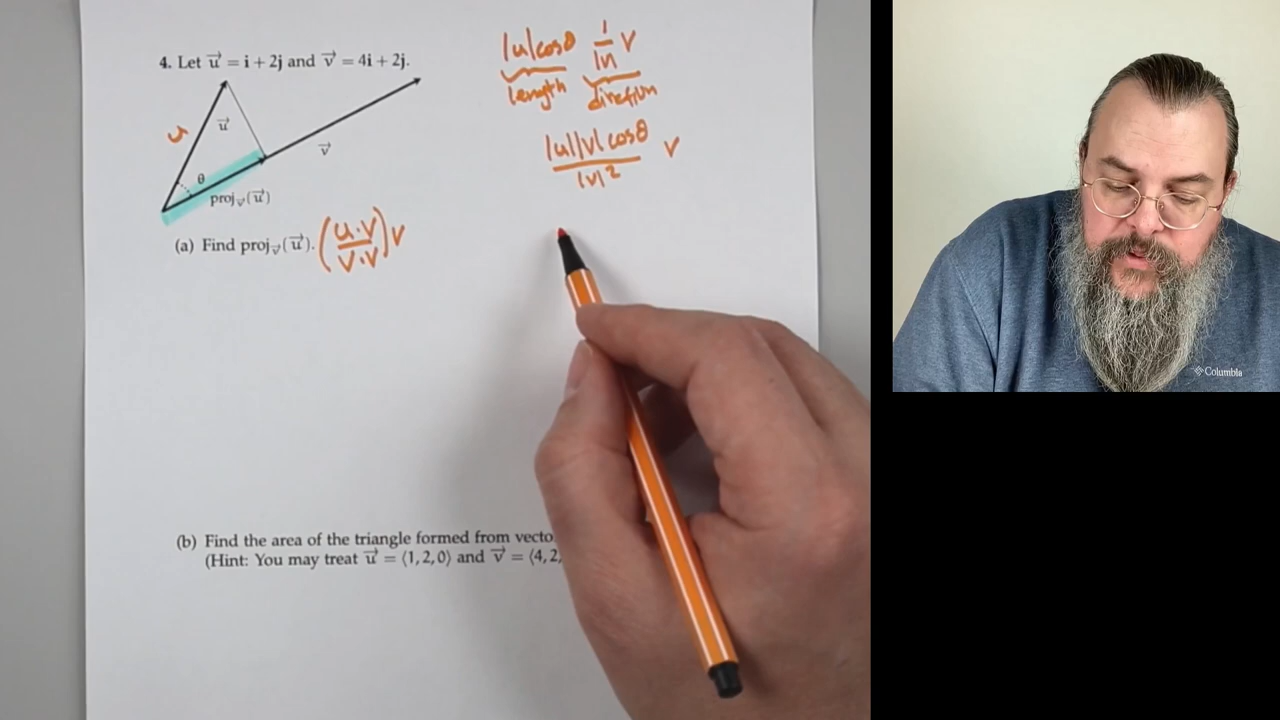 4. Let u⃗ = i + 2j and v⃗ = 4i + 2j.
u
u⃗
θ
v⃗
proj_v⃗(u⃗)
(a) Find proj_v⃗(u⃗). (u·v / v·v) v
|u|cosθ 1/|v| v
length direction
|u||v|cosθ / |v|² v
(b) Find the area of the triangle formed from
(Hint: You may treat u⃗ = ⟨1, 2, 0⟩ and v⃗ = ⟨4, 2,
Columbia